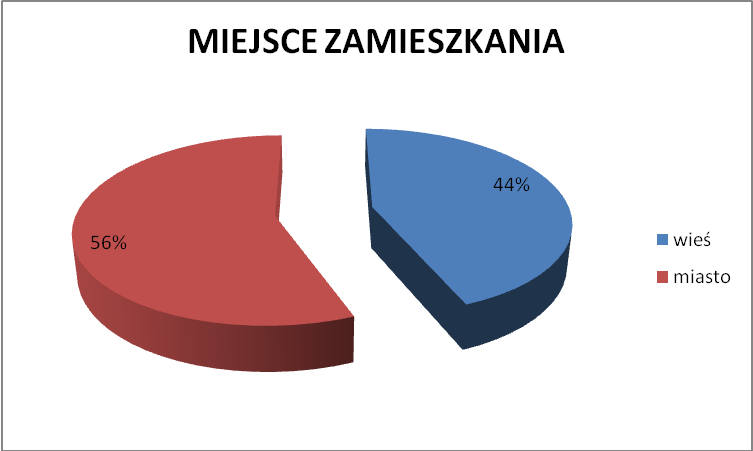 MIEJSCE ZAMIESZKANIA
44%
56%
wieś
miasto